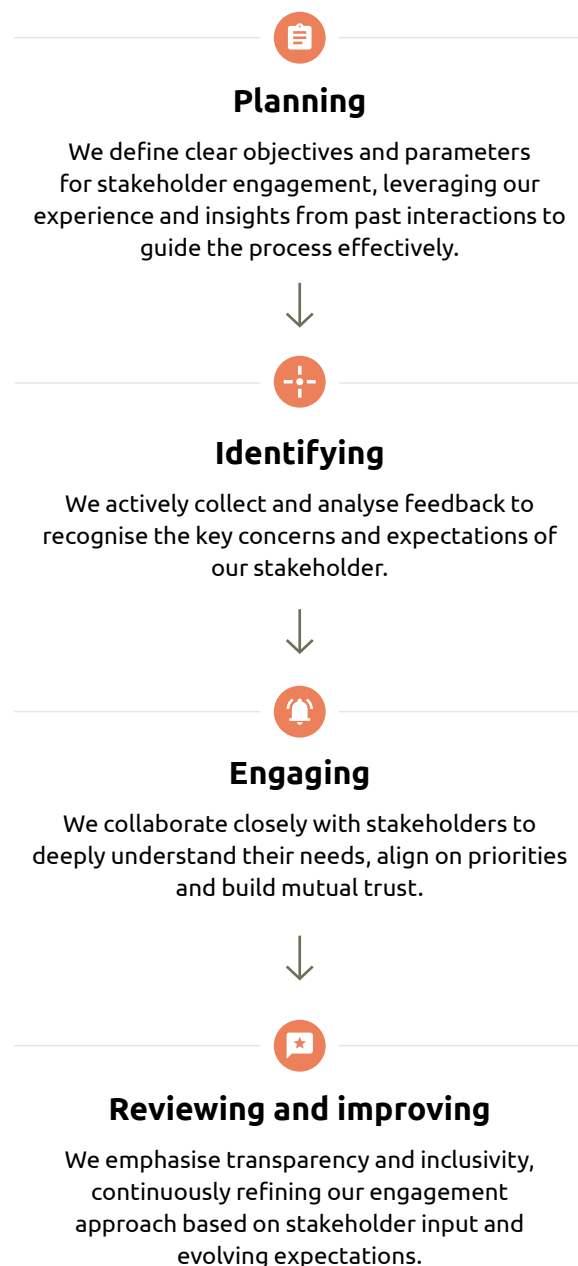 Planning
We define clear objectives and parameters
for stakeholder engagement, leveraging our
experience and insights from past interactions to
guide the process effectively.
Identifying
We actively collect and analyse feedback to
recognise the key concerns and expectations of
our stakeholder.
Engaging
We collaborate closely with stakeholders to
deeply understand their needs, align on priorities
and build mutual trust.
Reviewing and improving
We emphasise transparency and inclusivity,
continuously refining our engagement
approach based on stakeholder input and
evolving expectations.